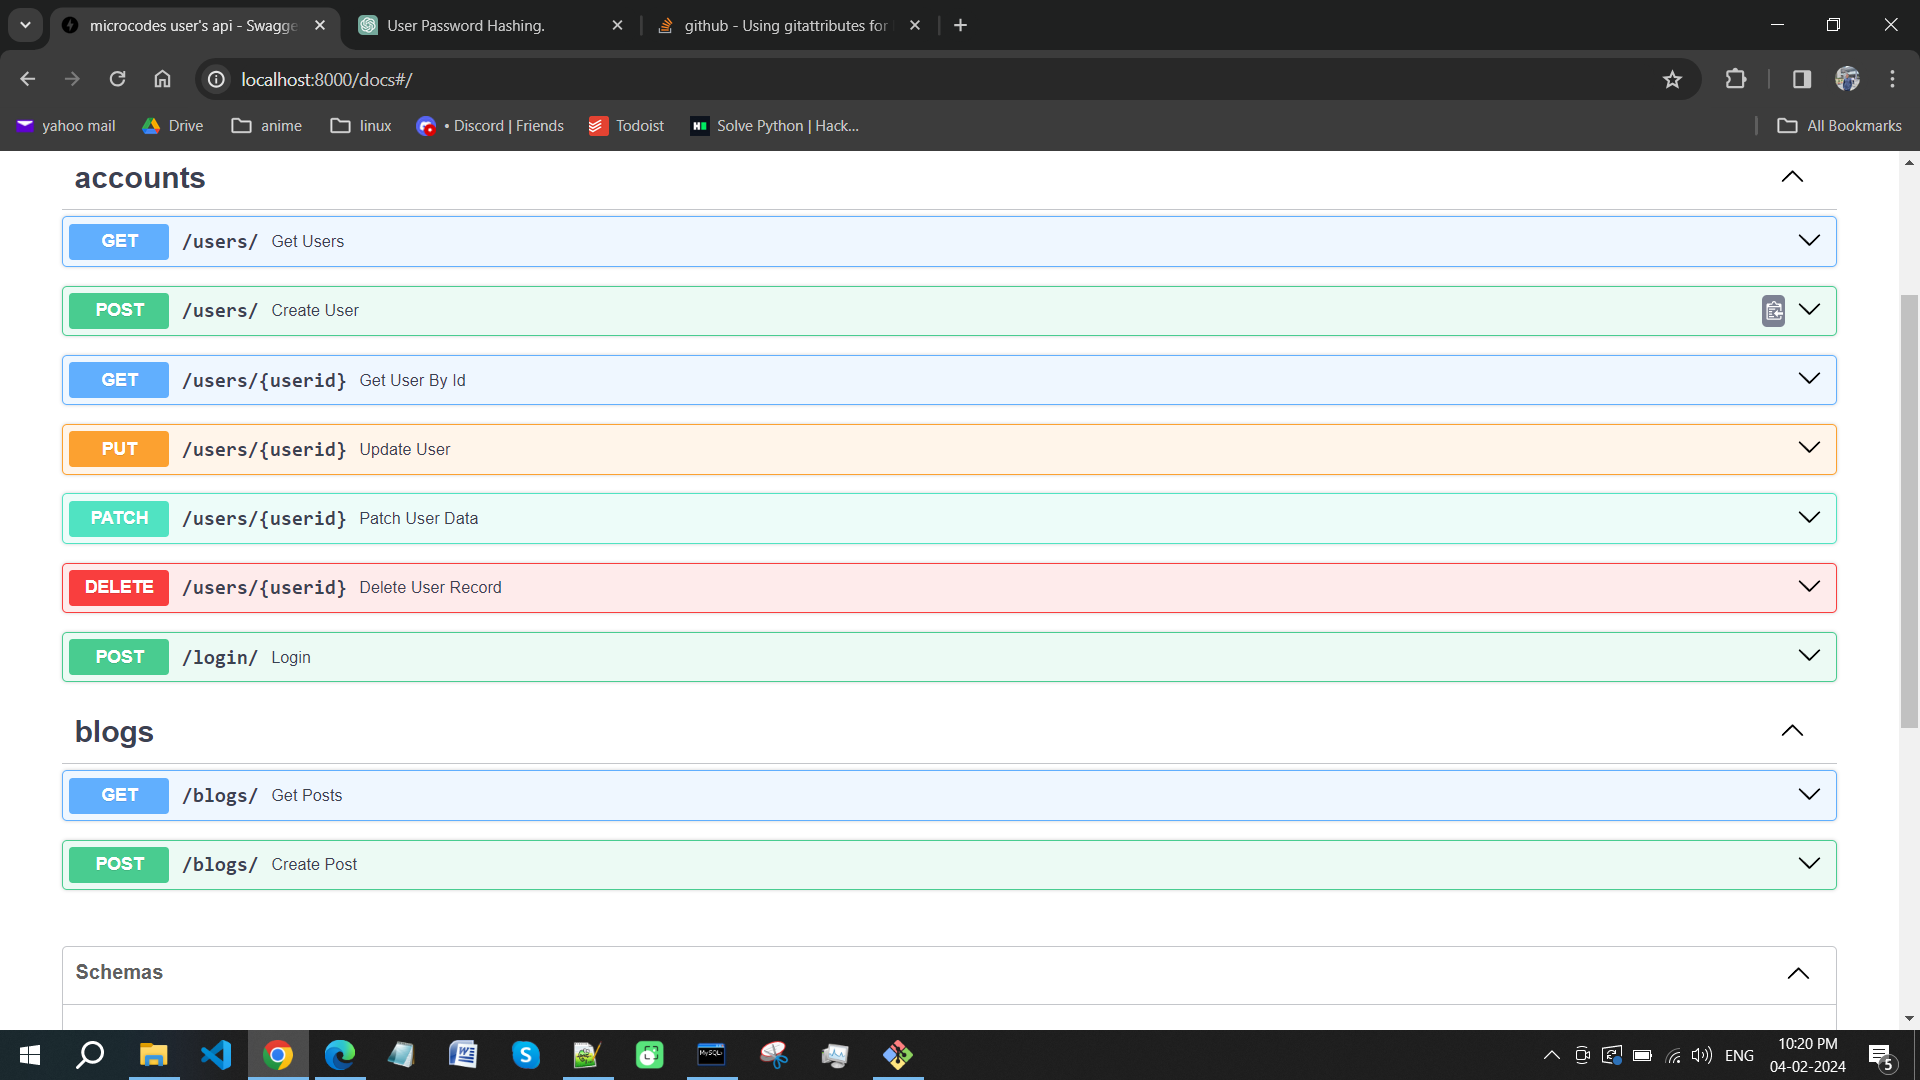 microcodes user's api - Swagge
User Password Hashing.
github - Using gitattributes for
localhost:8000/docs#/
yahoo mail
Drive
anime
linux
• Discord | Friends
Todoist
Solve Python | Hack...
All Bookmarks
accounts
GET /users/ Get Users
POST /users/ Create User
GET /users/{userid} Get User By Id
PUT /users/{userid} Update User
PATCH /users/{userid} Patch User Data
DELETE /users/{userid} Delete User Record
POST /login/ Login
blogs
GET /blogs/ Get Posts
POST /blogs/ Create Post
Schemas
ENG
10:20 PM
04-02-2024
5